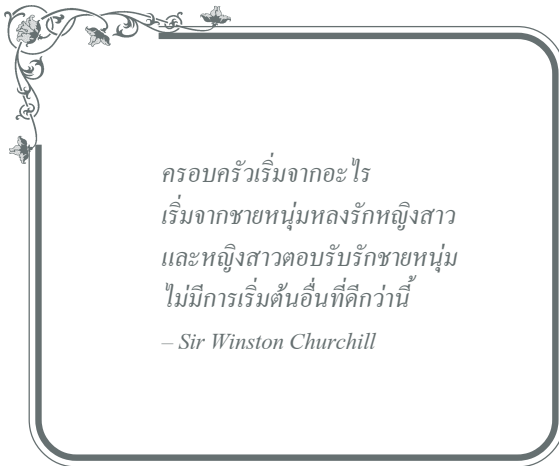 ครอบครัวเริ่มจากอะไร
เริ่มจากชายหนุ่มหลงรักหญิงสาว
และหญิงสาวตอบรับรักชายหนุ่ม
ไม่มีการเริ่มต้นอื่นที่ดีกว่านี้
– Sir Winston Churchill